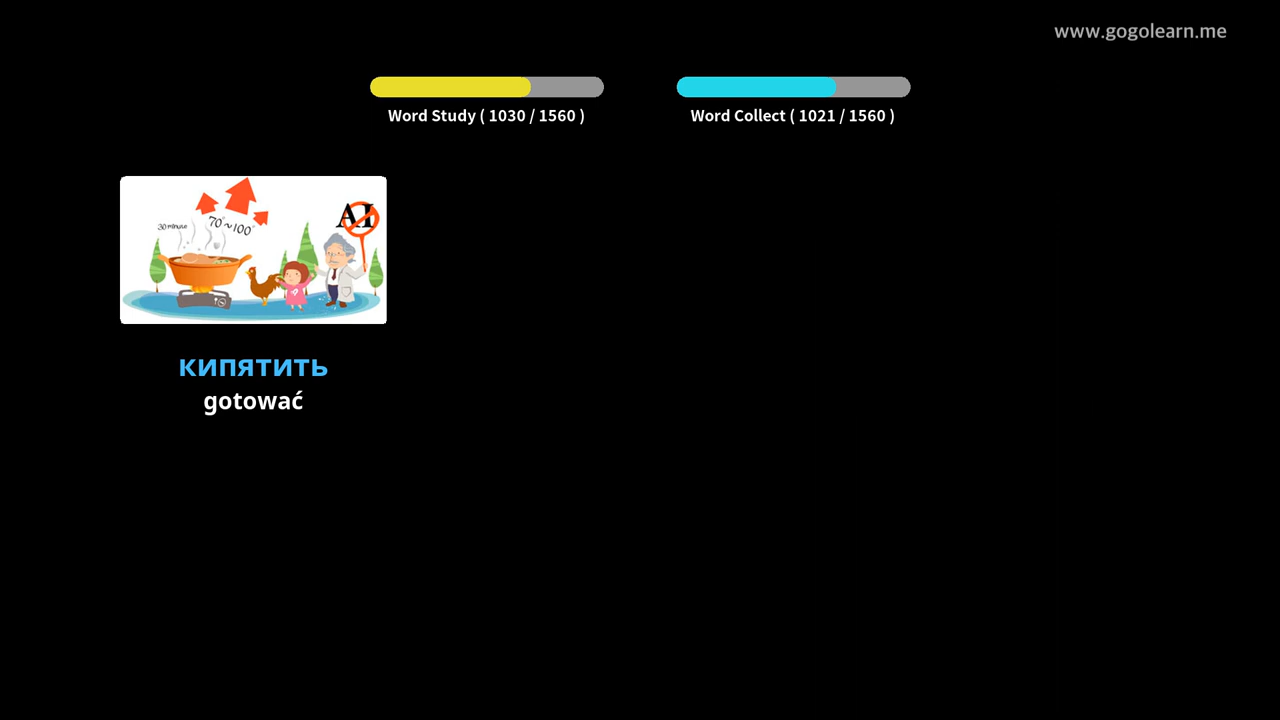 www.gogolearn.me
Word Study ( 1030 / 1560 )
Word Collect ( 1021 / 1560 )
30 minute
70°~100°
AI
кипятить
gotować